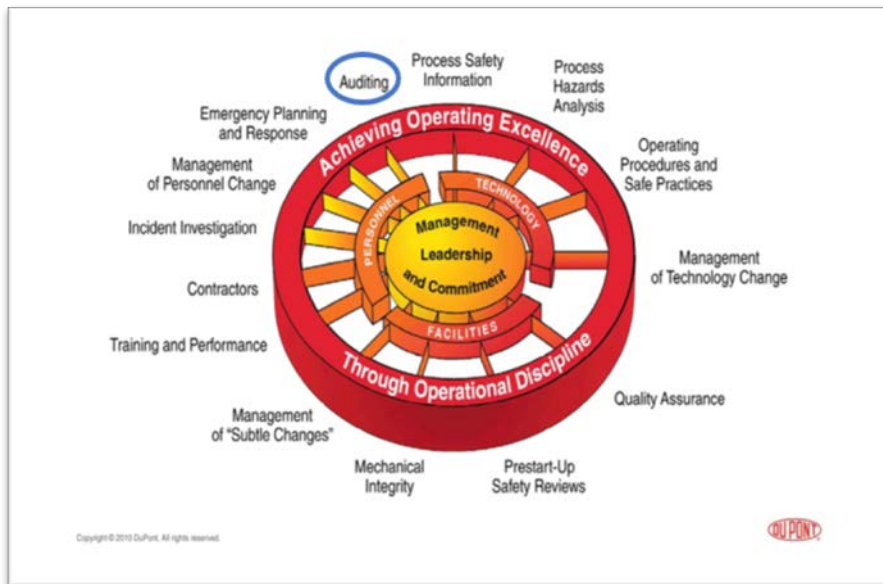 Auditing
Process Safety
Information
Process
Hazards
Analysis
Emergency Planning
and Response
Achieving Operating Excellence
Operating
Procedures and
Safe Practices
Management
of Personnel Change
PERSONNEL
TECHNOLOGY
Incident Investigation
Management
Leadership
and Commitment
Management
of Technology Change
Contractors
FACILITIES
Training and Performance
Through Operational Discipline
Quality Assurance
Management
of "Subtle Changes"
Mechanical
Integrity
Prestart-Up
Safety Reviews
Copyright © 2010 DuPont. All rights reserved.
DUPONT